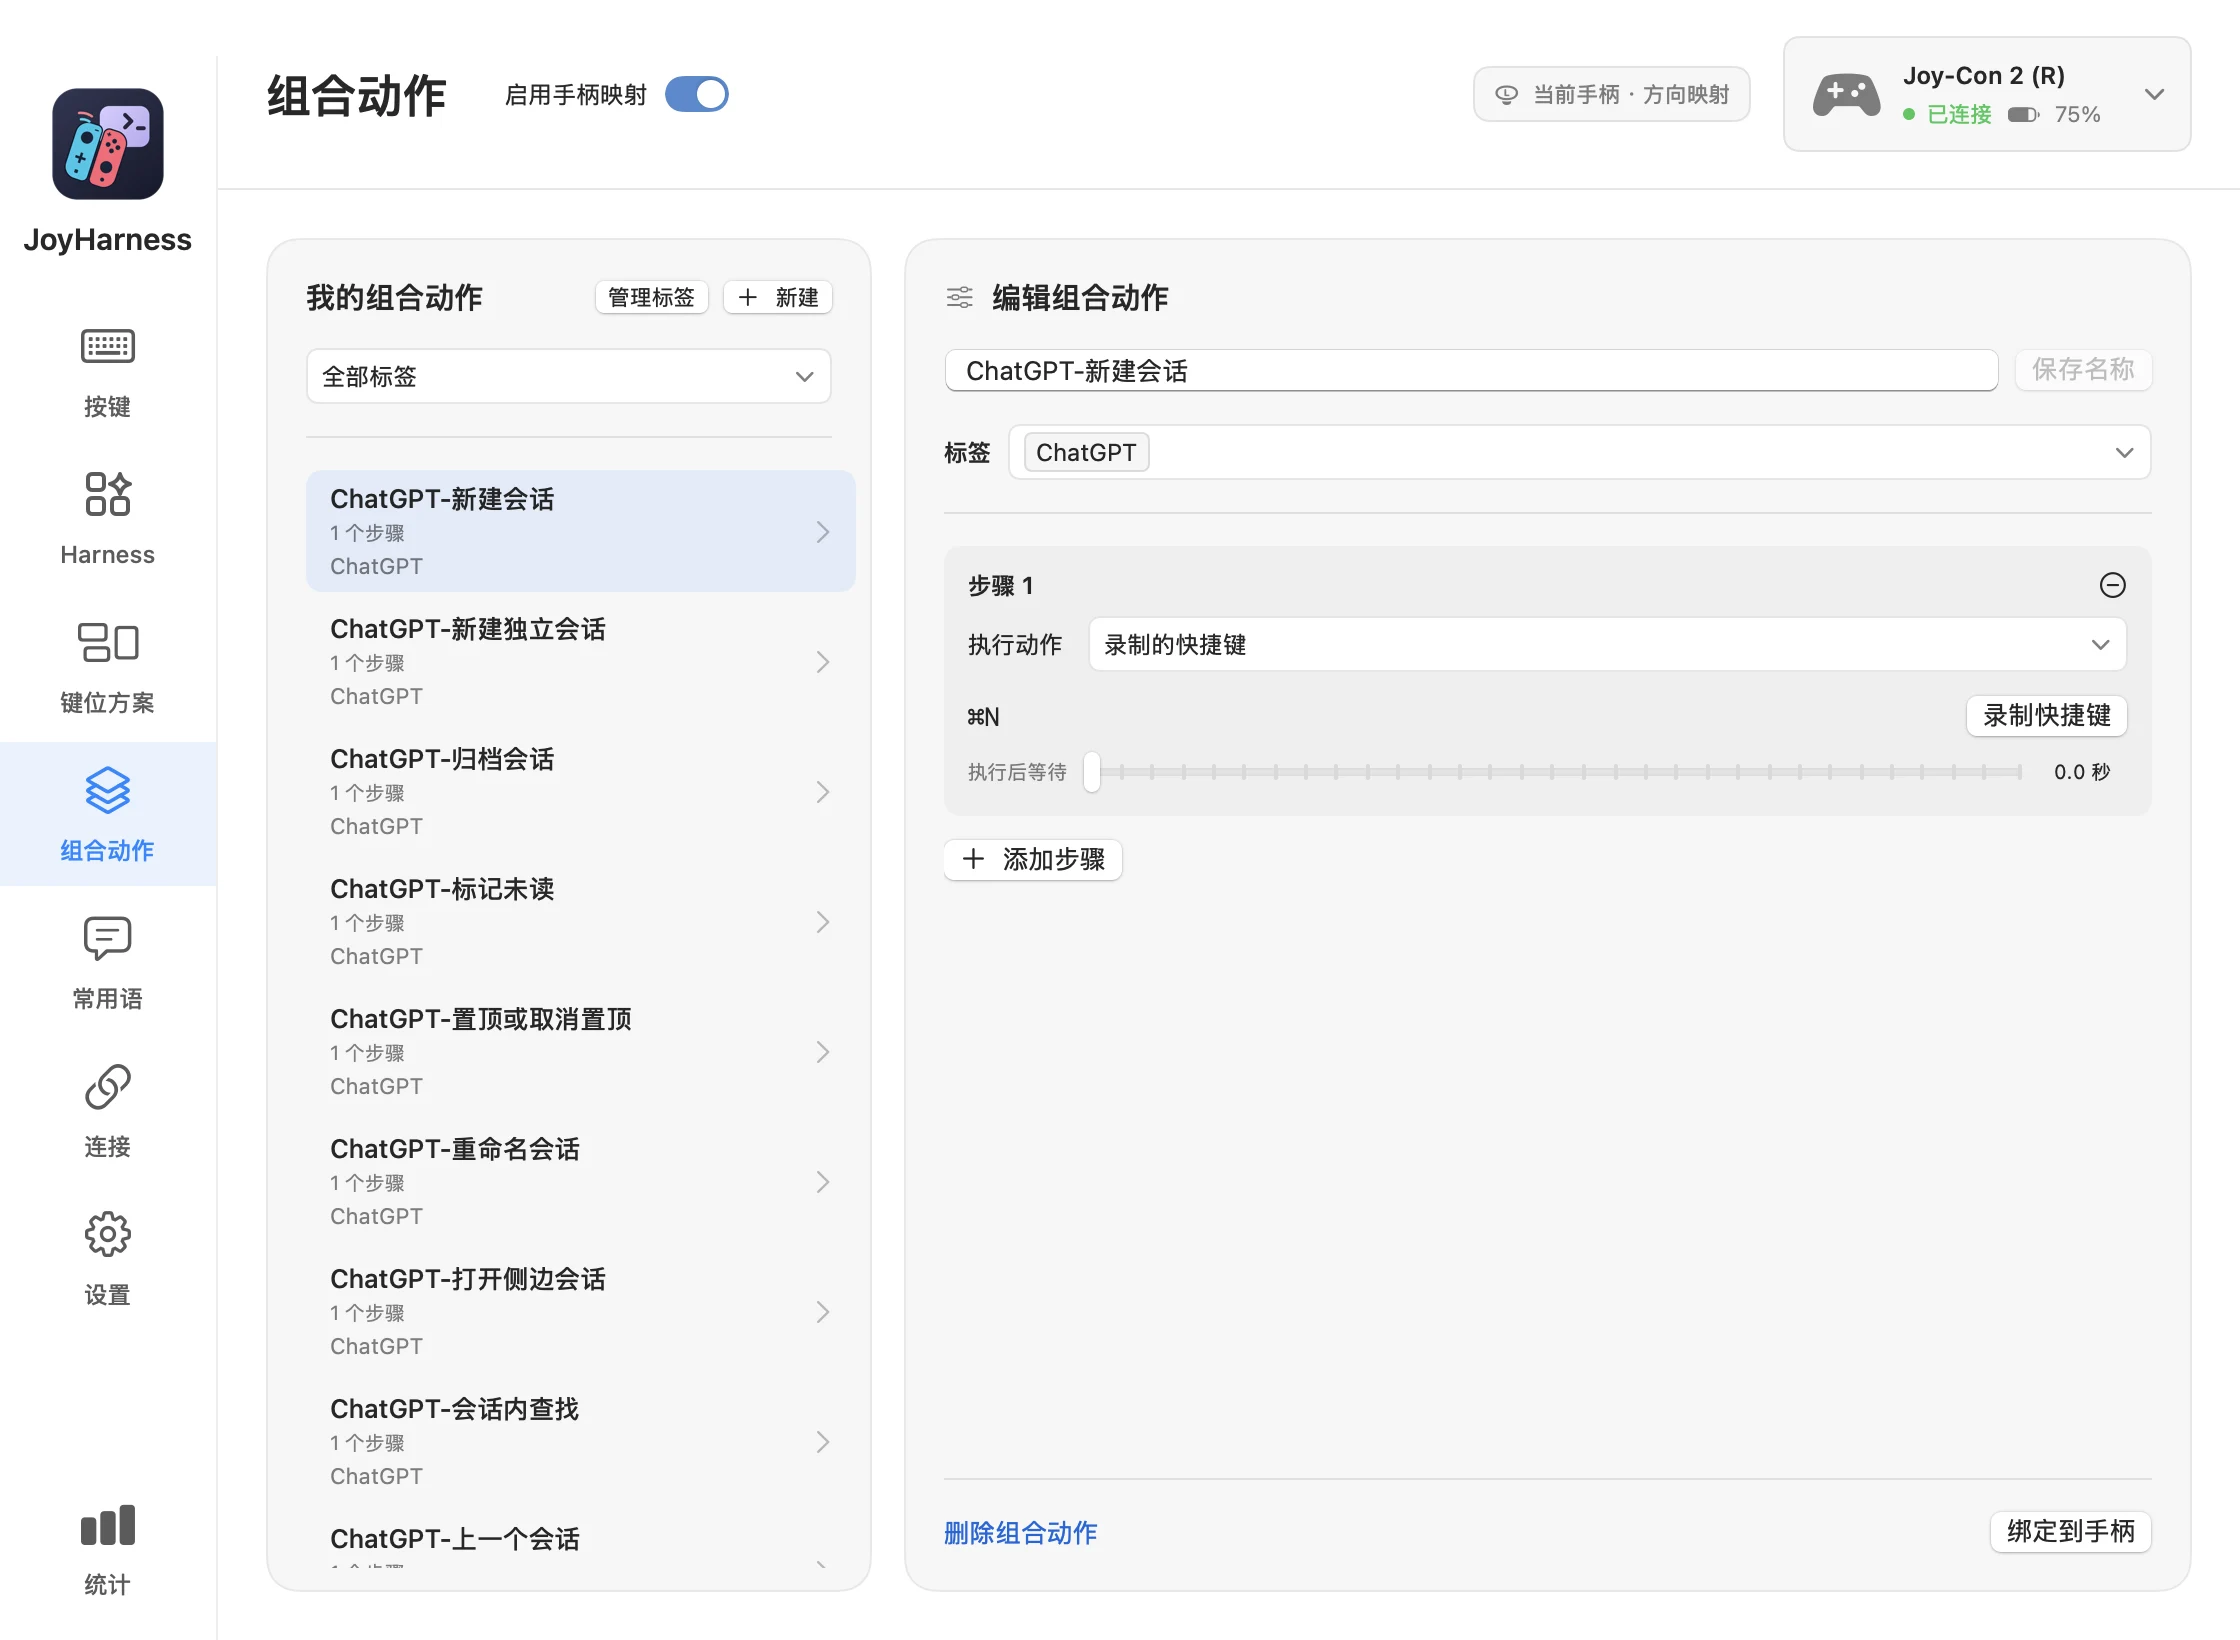 组合动作
启用手柄映射
当前手柄 · 方向映射
Joy-Con 2 (R)
已连接 75%
JoyHarness
按键
Harness
键位方案
组合动作
常用语
连接
设置
统计
我的组合动作
管理标签
+ 新建
全部标签
ChatGPT-新建会话
1 个步骤
ChatGPT
ChatGPT-新建独立会话
1 个步骤
ChatGPT
ChatGPT-归档会话
1 个步骤
ChatGPT
ChatGPT-标记未读
1 个步骤
ChatGPT
ChatGPT-置顶或取消置顶
1 个步骤
ChatGPT
ChatGPT-重命名会话
1 个步骤
ChatGPT
ChatGPT-打开侧边会话
1 个步骤
ChatGPT
ChatGPT-会话内查找
1 个步骤
ChatGPT
ChatGPT-上一个会话
编辑组合动作
ChatGPT-新建会话
保存名称
标签 ChatGPT
步骤 1
执行动作 录制的快捷键
⌘N
录制快捷键
执行后等待 0.0 秒
+ 添加步骤
删除组合动作
绑定到手柄